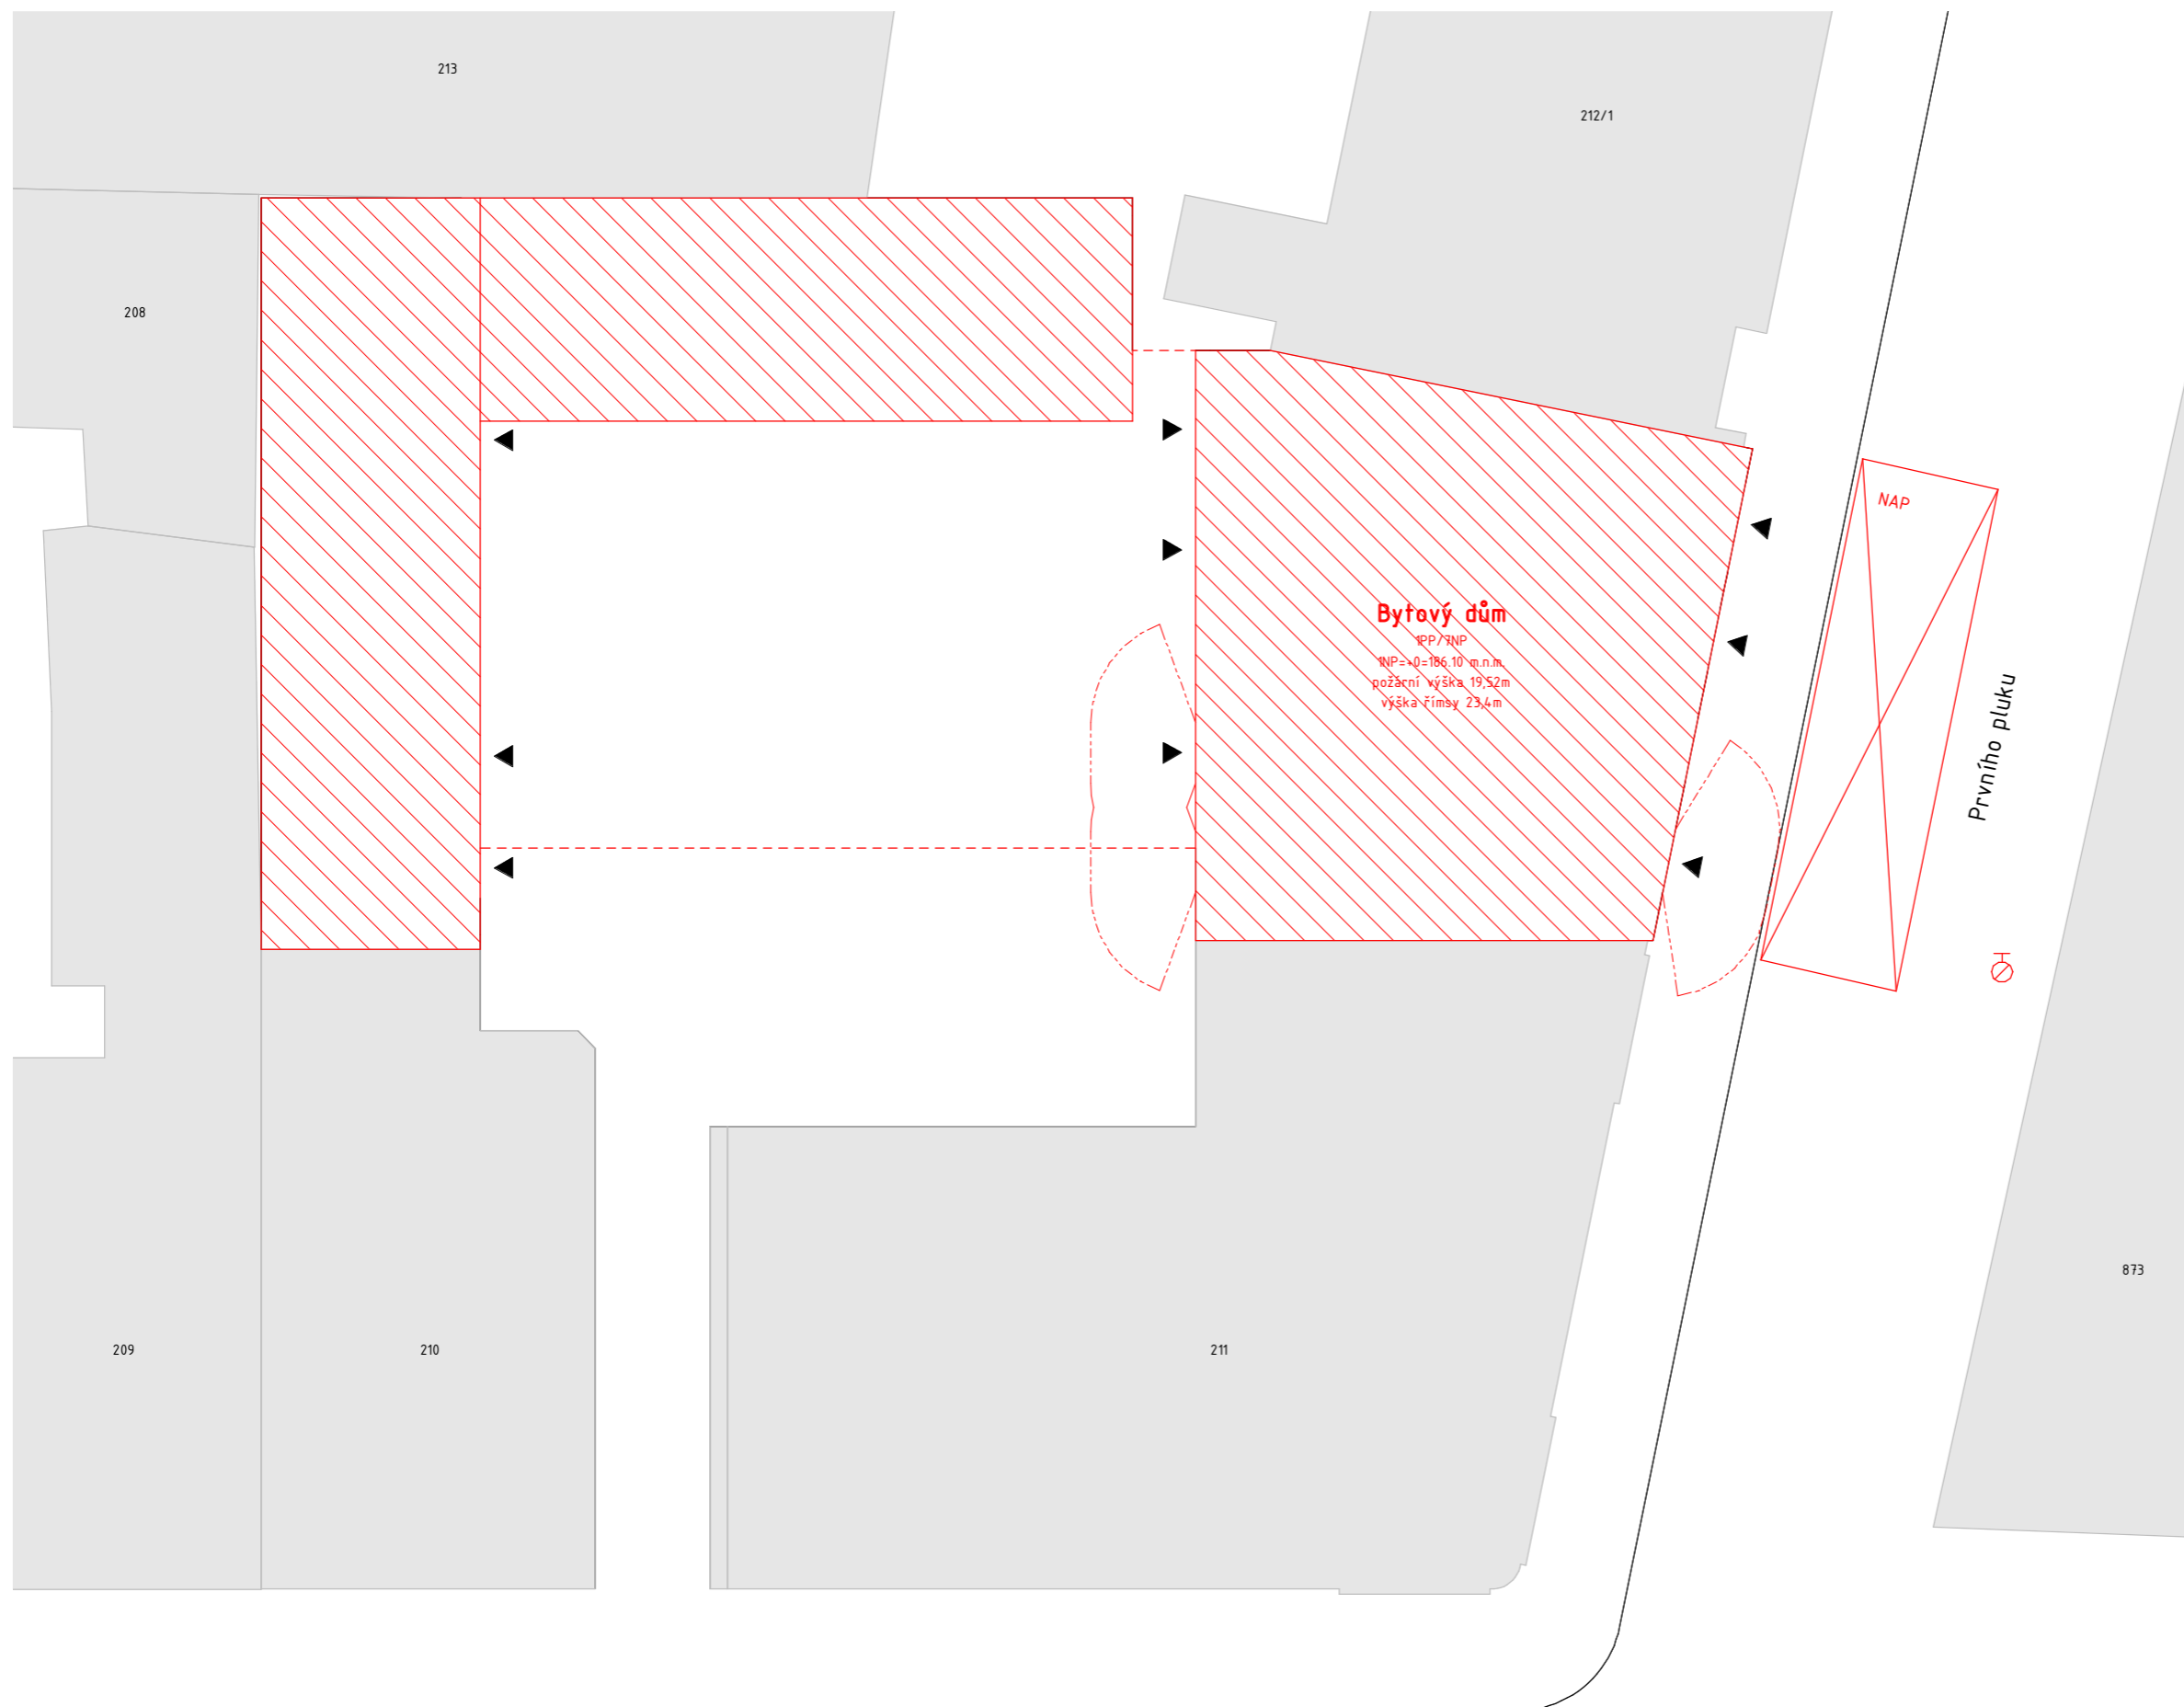 213
212/1
208
NAP
Bytový dům
1PP/7NP
1NP=+0=186.10 m.n.m.
požární výška 19,52m
výška římsy 23,4m
Prvního pluku
873
209
210
211